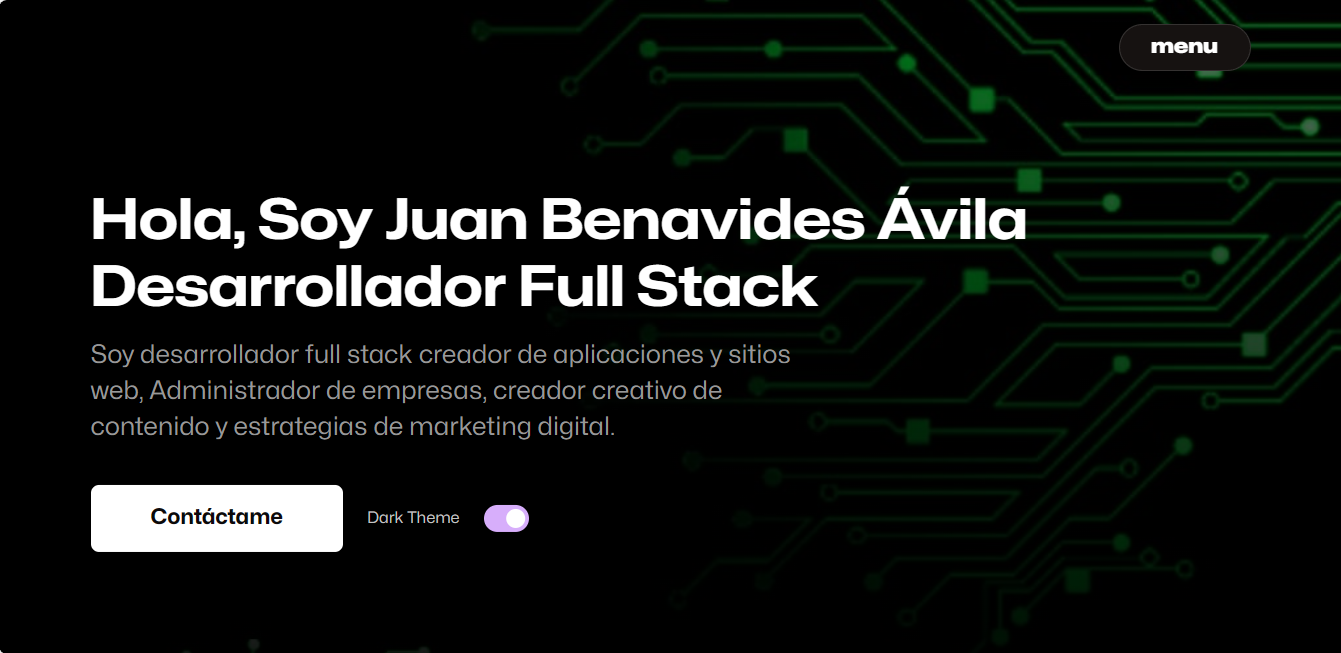 menu
Hola, Soy Juan Benavides Ávila
Desarrollador Full Stack
Soy desarrollador full stack creador de aplicaciones y sitios
web, Administrador de empresas, creador creativo de
contenido y estrategias de marketing digital.
Contáctame
Dark Theme